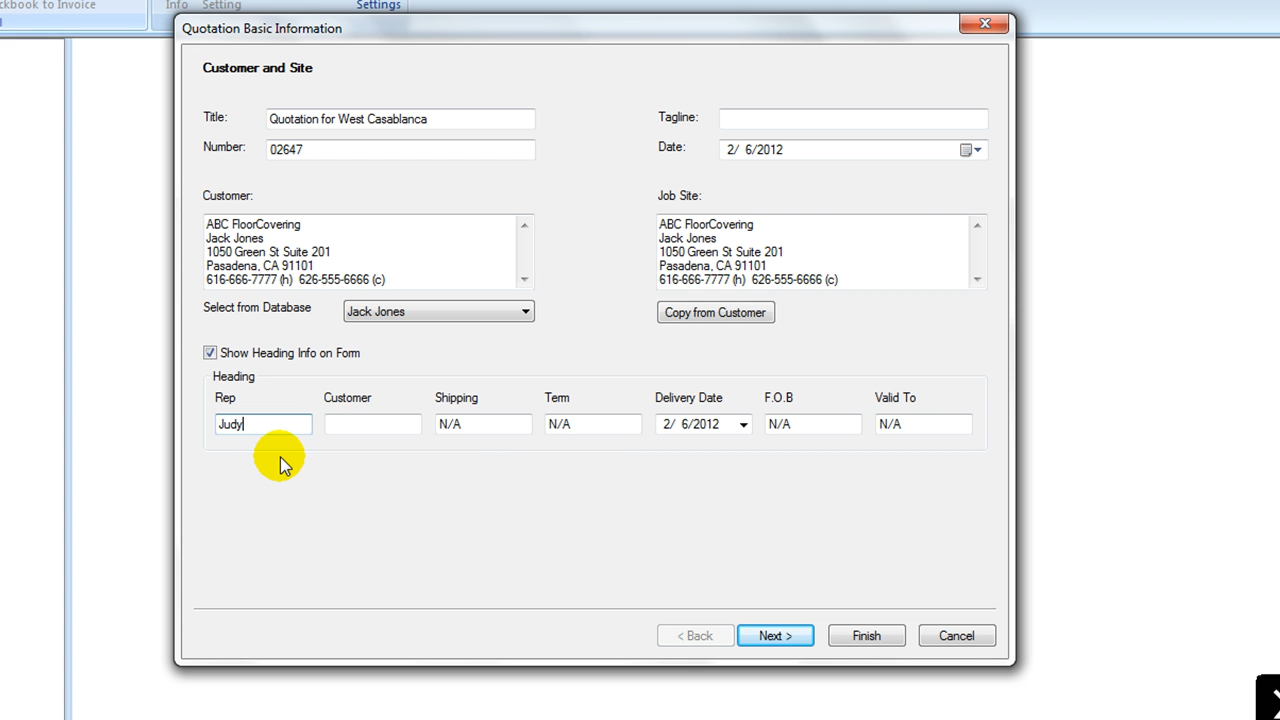 ckbook to Invoice
Info Setting
Settings
Quotation Basic Information
Customer and Site
Title: Quotation for West Casablanca
Tagline:
Number: 02647
Date: 2/ 6/2012
Customer:
ABC FloorCovering
Jack Jones
1050 Green St Suite 201
Pasadena, CA 91101
616-666-7777 (h) 626-555-6666 (c)
Select from Database Jack Jones
Job Site:
ABC FloorCovering
Jack Jones
1050 Green St Suite 201
Pasadena, CA 91101
616-666-7777 (h) 626-555-6666 (c)
Copy from Customer
Show Heading Info on Form
Heading
Rep Customer Shipping Term Delivery Date F.O.B Valid To
Judy N/A N/A 2/ 6/2012 N/A N/A
< Back Next > Finish Cancel